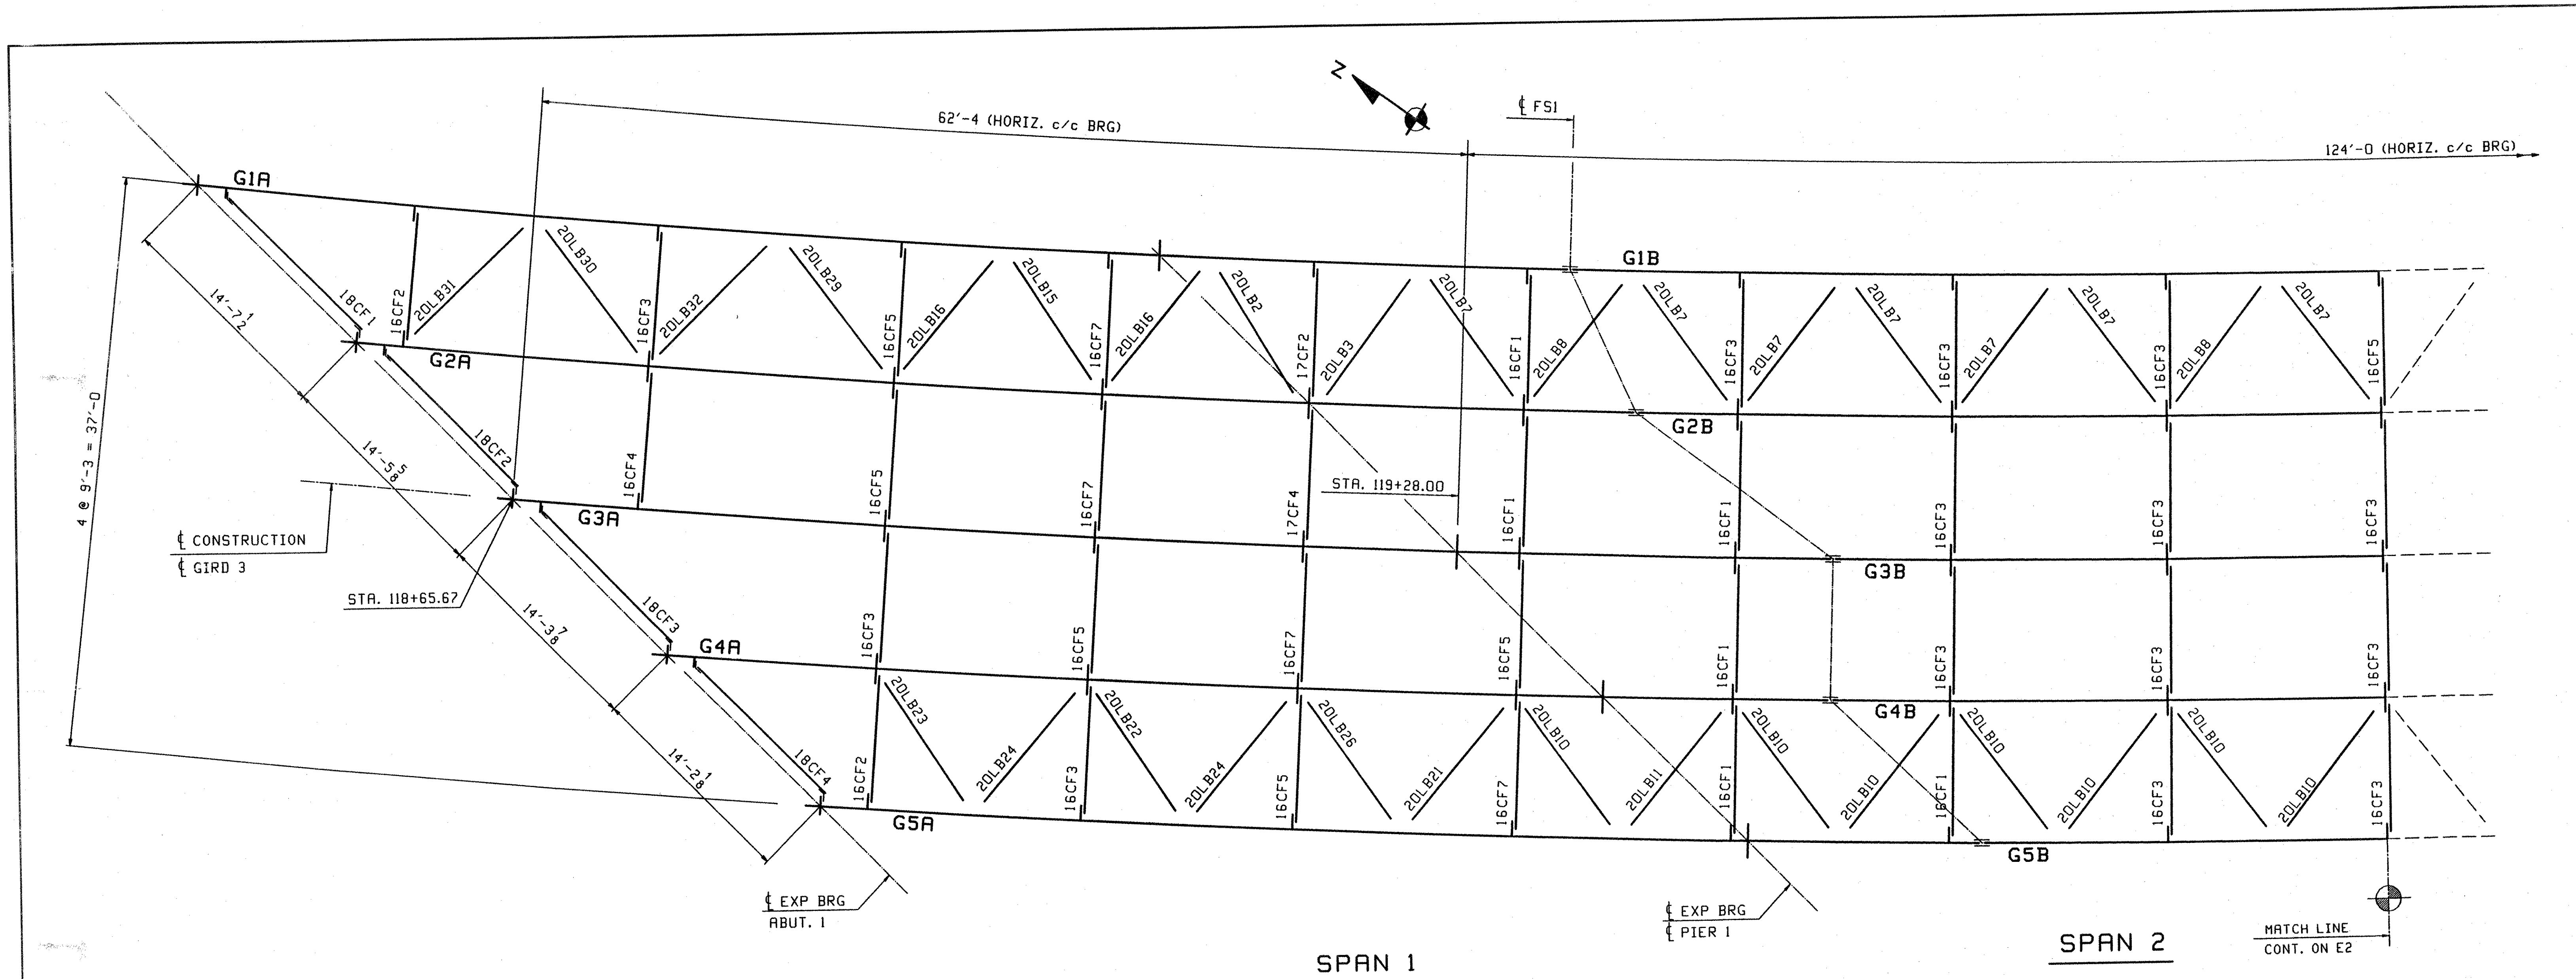 N
℄ FS1
62'-4 (HORIZ. c/c BRG)
124'-0 (HORIZ. c/c BRG)
G1A
G1B
20LB31
20LB30
20LB32
20LB29
20LB16
20LB15
20LB16
20LB2
20LB3
20LB7
20LB8
20LB7
20LB7
20LB7
20LB7
20LB7
20LB8
20LB7
18CF1
16CF2
16CF3
16CF5
16CF7
17CF2
16CF1
16CF3
16CF3
16CF3
16CF5
14'-7 1/2
G2A
G2B
4 @ 9'-3 = 37'-0
18CF2
16CF4
16CF5
16CF7
17CF4
16CF1
16CF1
16CF3
16CF3
16CF3
14'-5 5/8
STA. 119+28.00
G3A
G3B
℄ CONSTRUCTION
℄ GIRD 3
STA. 118+65.67
18CF3
16CF3
16CF5
16CF7
16CF5
16CF1
16CF3
16CF3
16CF3
14'-3 7/8
G4A
G4B
20LB23
20LB24
20LB22
20LB24
20LB26
20LB21
20LB10
20LB11
20LB10
20LB10
20LB10
20LB10
20LB10
20LB10
18CF4
16CF2
16CF3
16CF5
16CF7
16CF1
16CF1
16CF3
16CF3
14'-2 1/8
G5A
G5B
℄ EXP BRG
ABUT. 1
℄ EXP BRG
℄ PIER 1
SPAN 1
SPAN 2
MATCH LINE
CONT. ON E2